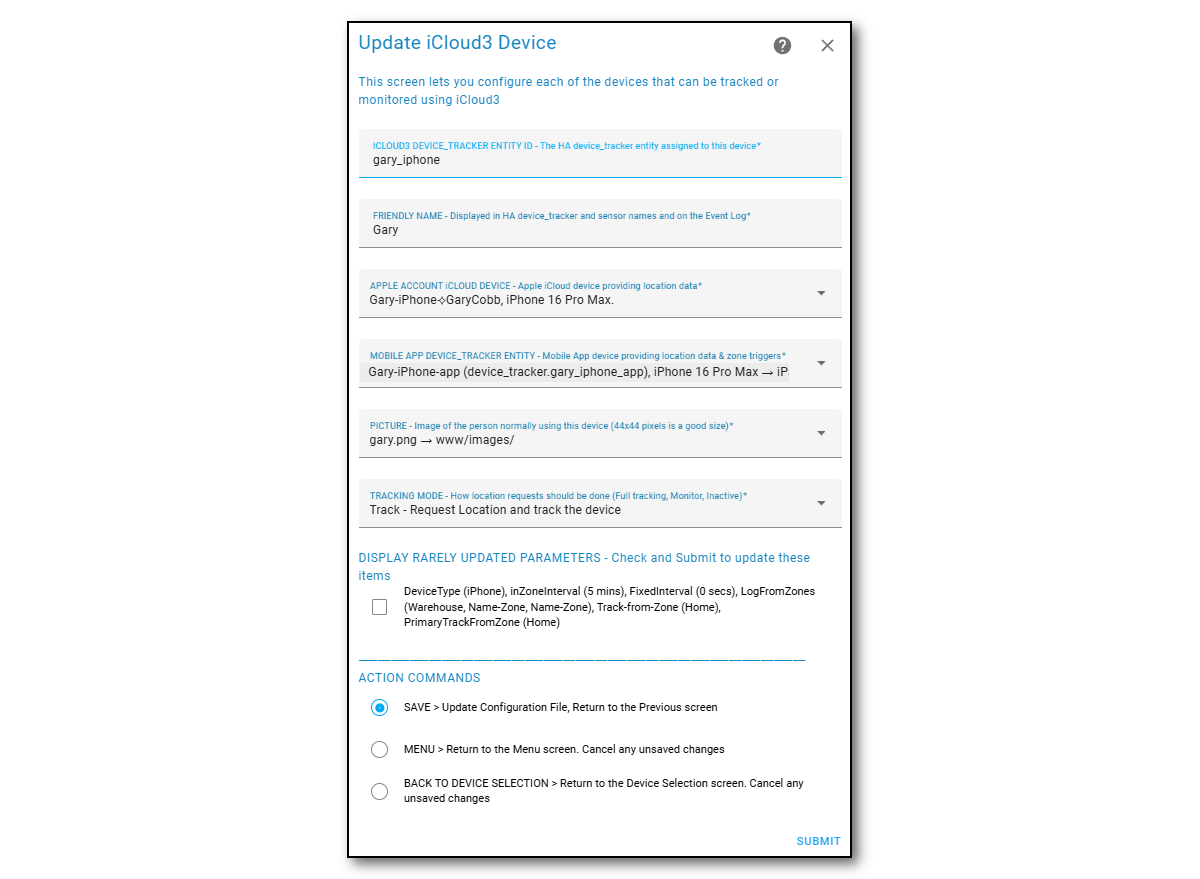 Update iCloud3 Device
This screen lets you configure each of the devices that can be tracked or
monitored using iCloud3
ICLOUD3 DEVICE_TRACKER ENTITY ID - The HA device_tracker entity assigned to this device*
gary_iphone
FRIENDLY NAME - Displayed in HA device_tracker and sensor names and on the Event Log*
Gary
APPLE ACCOUNT iCLOUD DEVICE - Apple iCloud device providing location data*
Gary-iPhone✧GaryCobb, iPhone 16 Pro Max.
MOBILE APP DEVICE_TRACKER ENTITY - Mobile App device providing location data & zone triggers*
Gary-iPhone-app (device_tracker.gary_iphone_app), iPhone 16 Pro Max → iP
PICTURE - Image of the person normally using this device (44x44 pixels is a good size)*
gary.png → www/images/
TRACKING MODE - How location requests should be done (Full tracking, Monitor, Inactive)*
Track - Request Location and track the device
DISPLAY RARELY UPDATED PARAMETERS - Check and Submit to update these
items
DeviceType (iPhone), inZoneInterval (5 mins), FixedInterval (0 secs), LogFromZones
(Warehouse, Name-Zone, Name-Zone), Track-from-Zone (Home),
PrimaryTrackFromZone (Home)
ACTION COMMANDS
SAVE > Update Configuration File, Return to the Previous screen
MENU > Return to the Menu screen. Cancel any unsaved changes
BACK TO DEVICE SELECTION > Return to the Device Selection screen. Cancel any
unsaved changes
SUBMIT